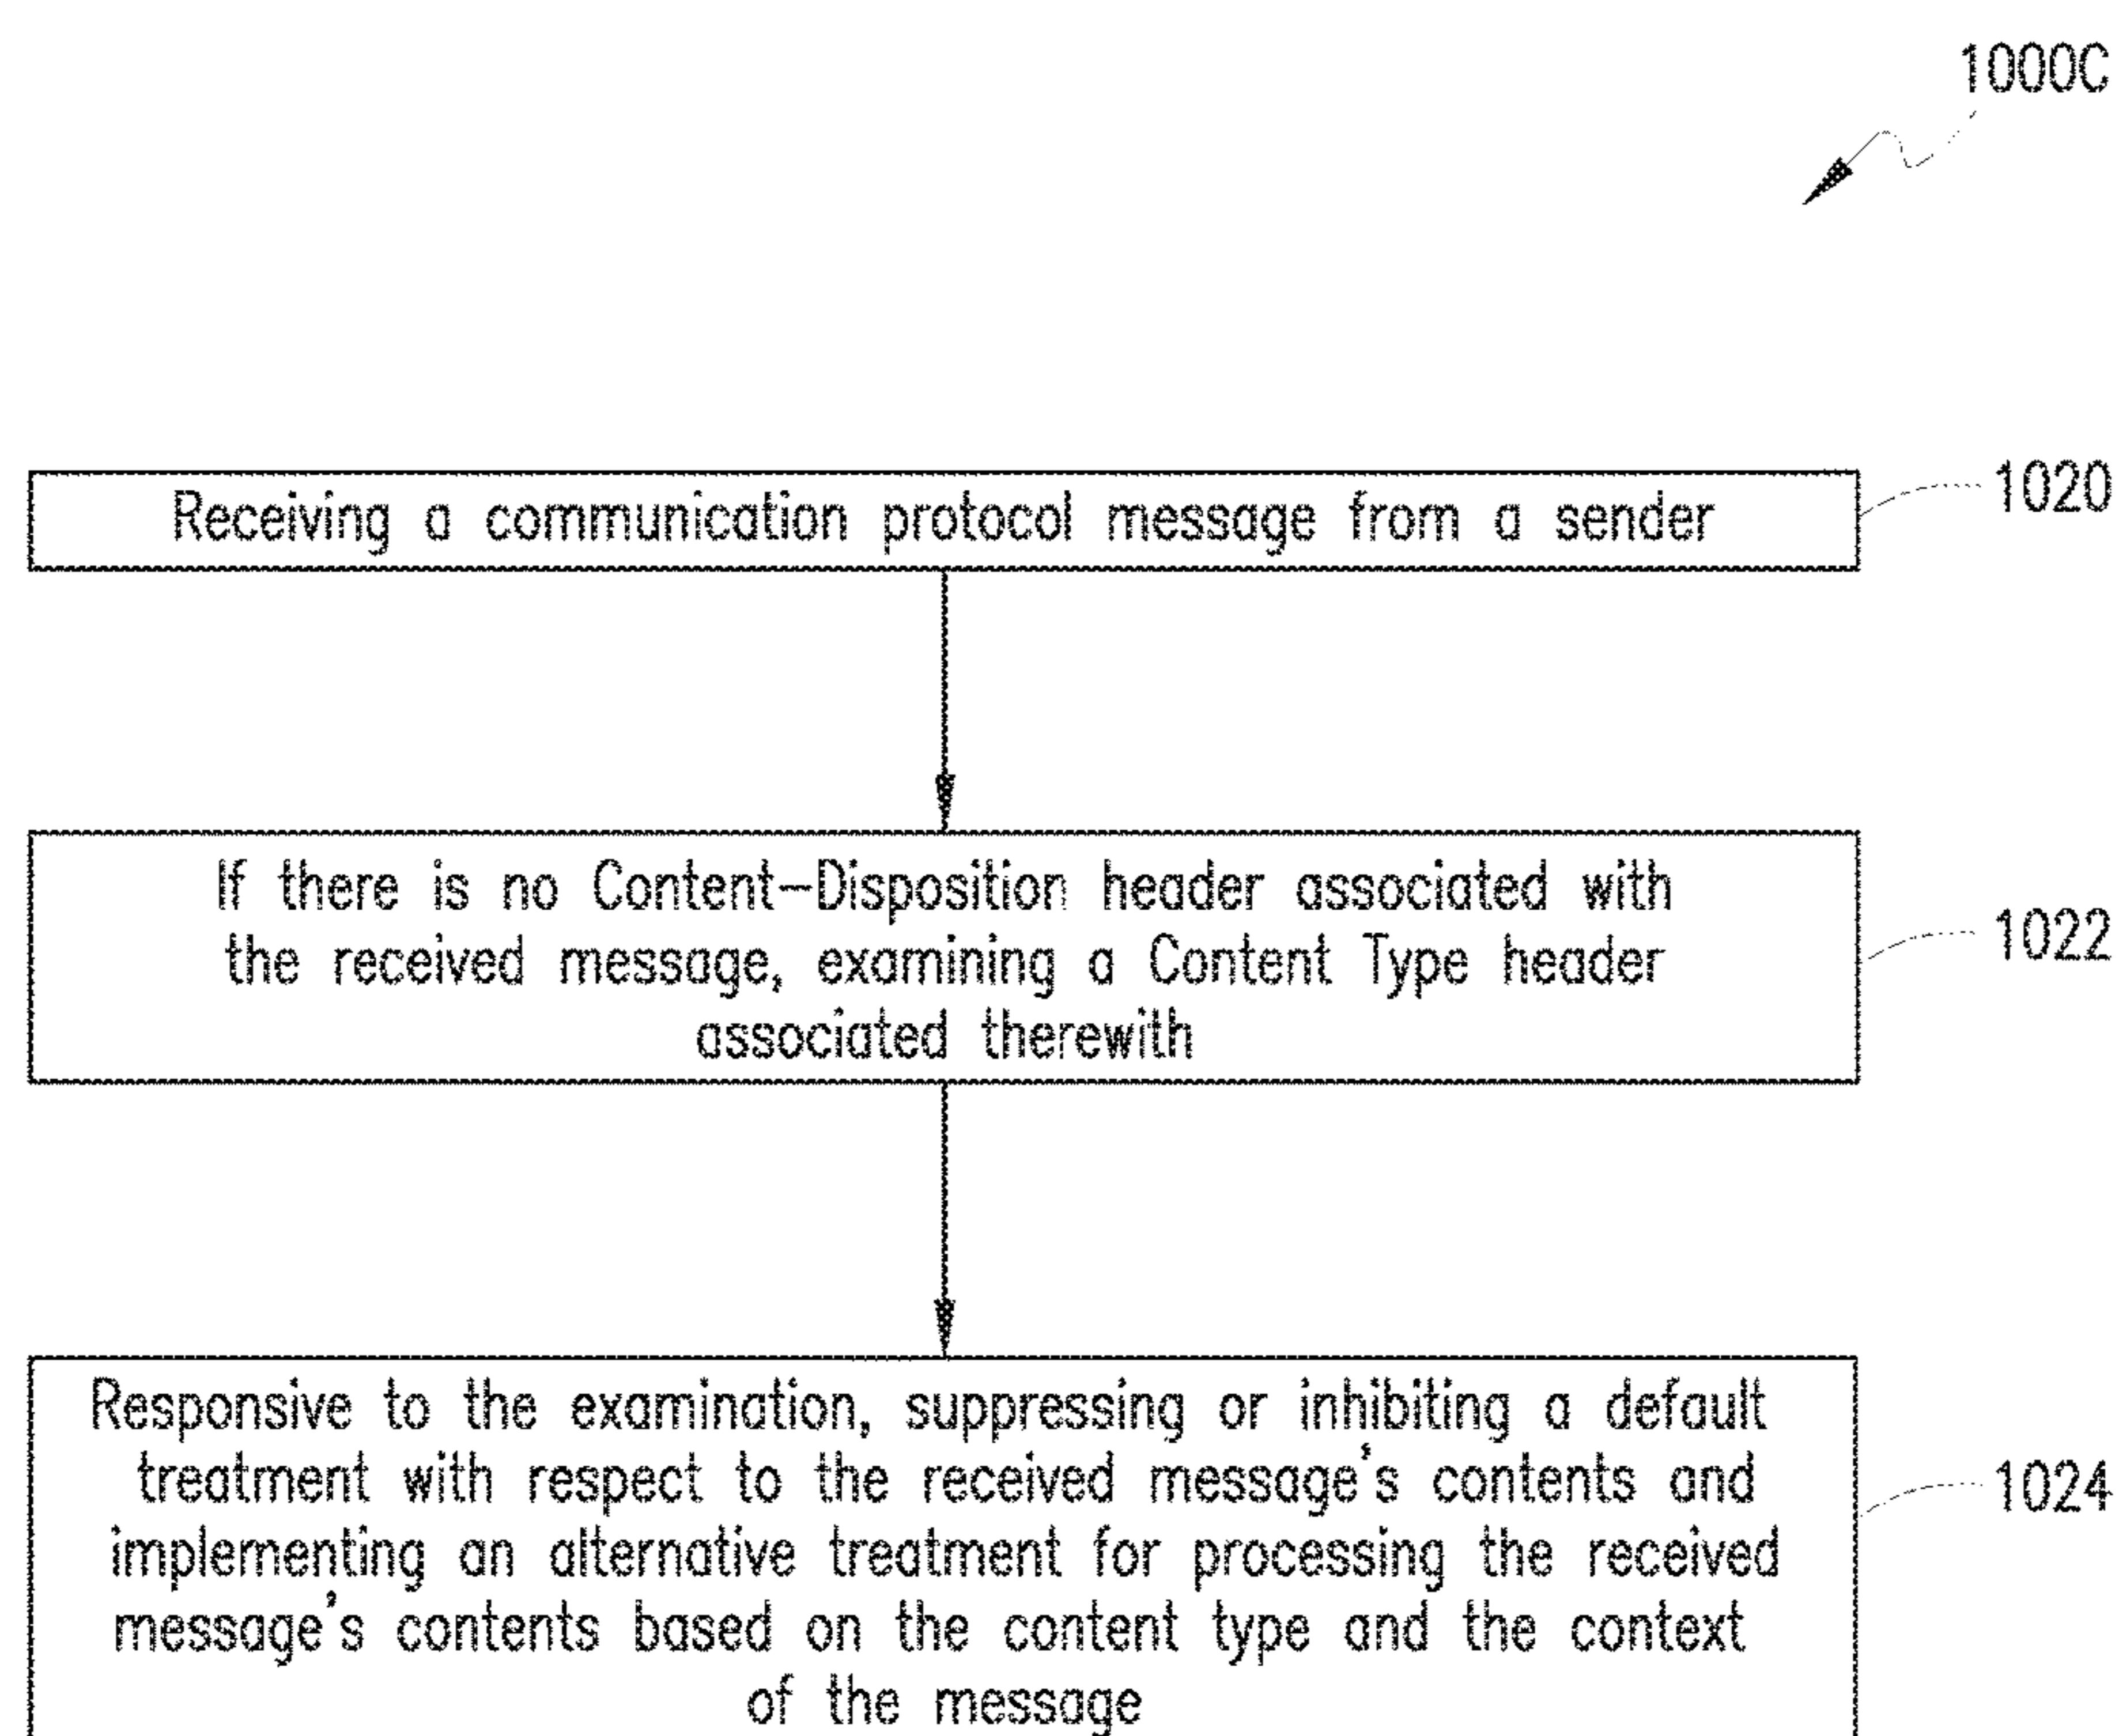 1000C
Receiving a communication protocol message from a sender
1020
If there is no Content-Disposition header associated with
the received message, examining a Content Type header
associated therewith
1022
Responsive to the examination, suppressing or inhibiting a default
treatment with respect to the received message's contents and
implementing an alternative treatment for processing the received
message's contents based on the content type and the context
of the message
1024